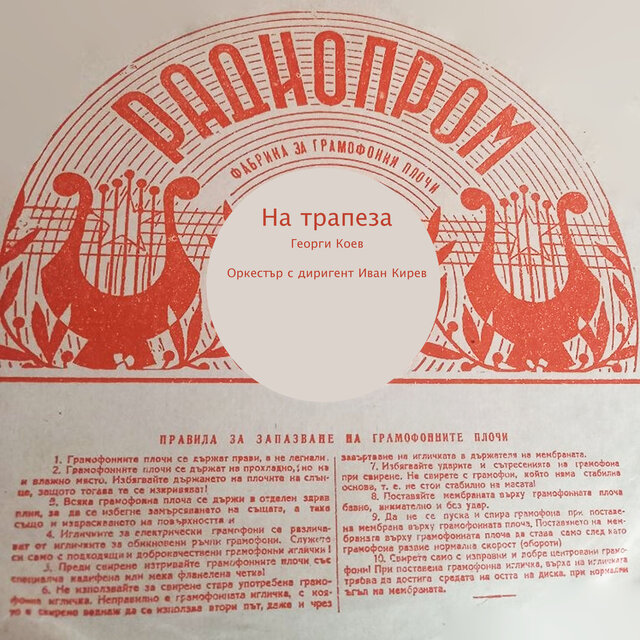 РАДИОПРОМ
ФАБРИКА ЗА ГРАМОФОННИ ПЛОЧИ
На трапеза
Георги Коев
Оркестър с диригент Иван Кирев
ПРАВИЛА ЗА ЗАПАЗВАНЕ НА ГРАМОФОННИТЕ ПЛОЧИ
1. Грамофонните плочи се държат прави, а не легнали.
2. Грамофонните плочи се държат на прохладно, но на
и влажно място. Избягвайте държането на плочите на слън-
це, защото тогава те се изкривяват!
3. Всяка грамофонна плоча се държи в отделен здрав
плик, за да се избегне замърсяването на същата, а така
също и издраскването на повърхността и
4. Игличките за електрически грамофони се различа-
ват от игличките за обикновени ръчни грамофони. Служете
си само с подходящи и доброкачествени грамофонни иглички!
5. Преди свирене изтривайте грамофонните плочи със
специална кадифена или мека фланелена четка!
6. Не използвайте за свирене стара употребена грамо-
фонна игличка. Неправилно е грамофонната игличка, с коя-
то е свирено веднаж да се използва втори път, даже и чрез
завъртване на игличката в държателя на мембраната.
7. Избягвайте ударите и сътресенията на грамофона
при свирене. Не свирете с грамофон, който няма стабилна
основа, т. е. не стои стабилно на масата!
8. Поставяйте мембраната върху грамофонната плоча
бавно, внимателно и без удар.
9. Да не се пуска и спира грамофона при поставе-
на мембрана върху грамофонната плоча. Поставянето на мем-
браната върху грамофонната плоча да става само след като
грамофона развие нормална скорост (обороти)
10. Свирете само с изправни и добре центровани грамо-
фони! При поставена грамофонна игличка, върха на игличката
трябва да достига средата на остта на диска, при нормален
ъгъл на мембраната.